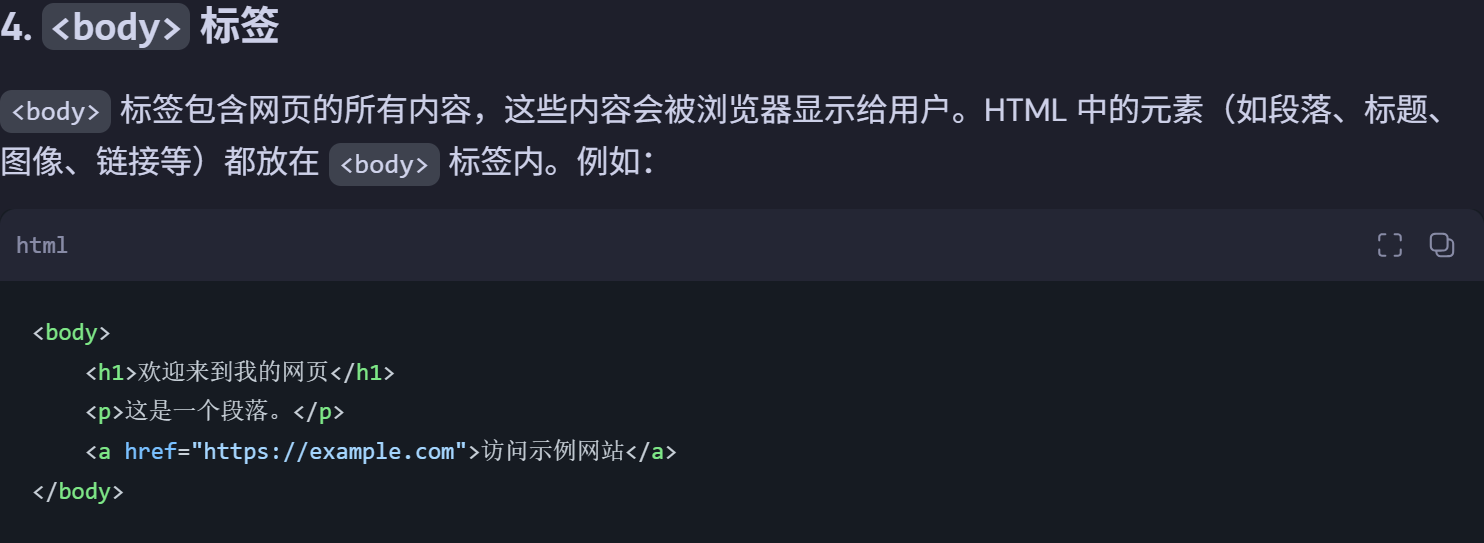 4. <body> 标签
<body> 标签包含网页的所有内容，这些内容会被浏览器显示给用户。HTML 中的元素（如段落、标题、
图像、链接等）都放在 <body> 标签内。例如：
html
<body>
    <h1>欢迎来到我的网页</h1>
    <p>这是一个段落。</p>
    <a href="https://example.com">访问示例网站</a>
</body>